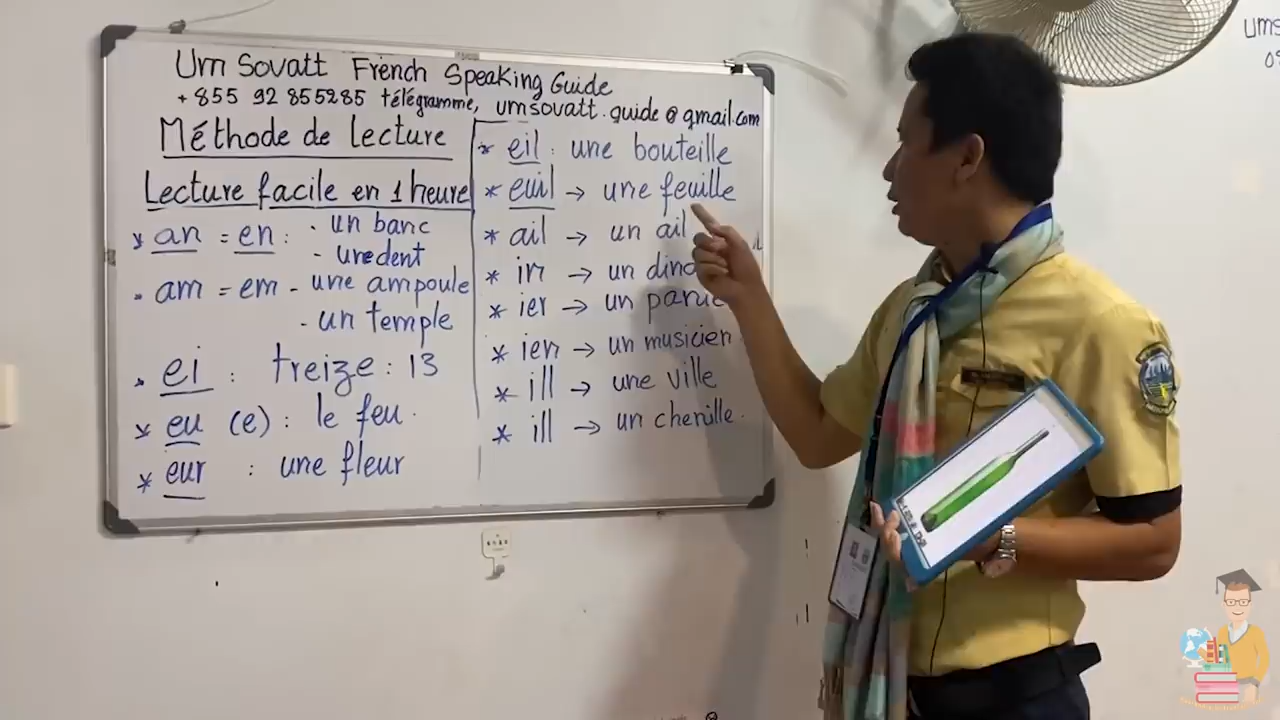 Um Sovatt French Speaking Guide
+855 92 855285 télégramme, umsovatt.guide@gmail.com
Méthode de lecture
Lecture facile en 1 heure
* an = en : - un banc
- une dent
- am = em - une ampoule
- un temple
- ei : treize : 13
* eu (e) : le feu.
* eur : une fleur
* eil : une bouteille
* euil → une feuille
* ail → un ail
* in → un
* ier → un
* ien → un musicien
* ill → une ville
* ill → un chenille.